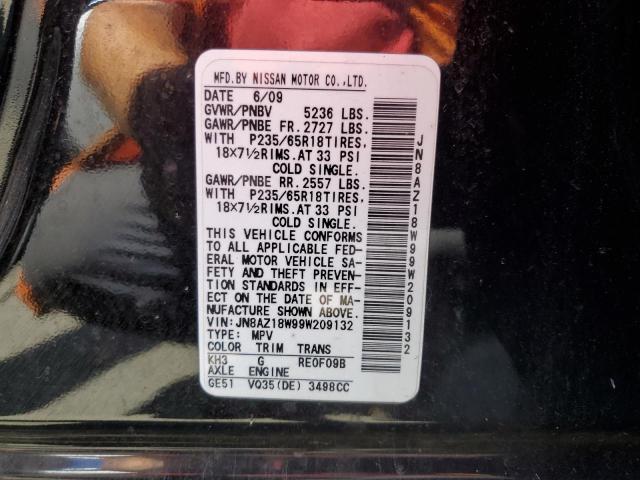 MFD.BY NISSAN MOTOR CO.,LTD.
DATE 6/09
GVWR/PNBV 5236 LBS.
GAWR/PNBE FR.2727 LBS.
WITH P235/65R18TIRES,
18X7½RIMS.AT 33 PSI
COLD SINGLE.
GAWR/PNBE RR.2557 LBS.
WITH P235/65R18TIRES,
18X7½RIMS.AT 33 PSI
COLD SINGLE.
THIS VEHICLE CONFORMS
TO ALL APPLICABLE FED-
ERAL MOTOR VEHICLE SA-
FETY AND THEFT PREVEN-
TION STANDARDS IN EFF-
ECT ON THE DATE OF MA-
NUFACTURE SHOWN ABOVE.
VIN:JN8AZ18W99W209132
TYPE: MPV
COLOR TRIM TRANS
KH3 G RE0F09B
AXLE ENGINE
GE51 VQ35(DE) 3498CC
JN8AZ18W99W209132